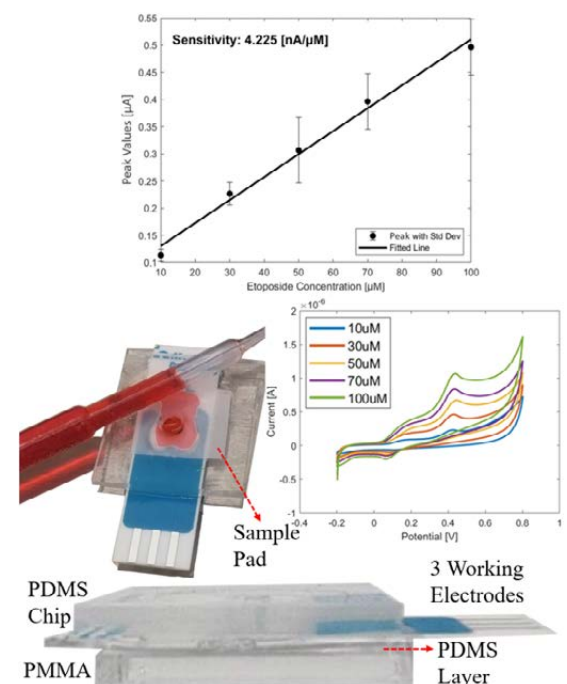 0.55
0.5
0.45
0.4
0.35
0.3
0.25
0.2
0.15
0.1
Peak Values [µA]
Sensitivity: 4.225 [nA/µM]
Peak with Std Dev
Fitted Line
10 20 30 40 50 60 70 80 90 100
Etoposide Concentration [µM]
×10⁻⁶
2
1.5
1
0.5
0
-0.5
-1
Current [A]
10uM
30uM
50uM
70uM
100uM
-0.4 -0.2 0 0.2 0.4 0.6 0.8 1
Potential [V]
Sample
Pad
PDMS
Chip
3 Working
Electrodes
PMMA
PDMS
Layer